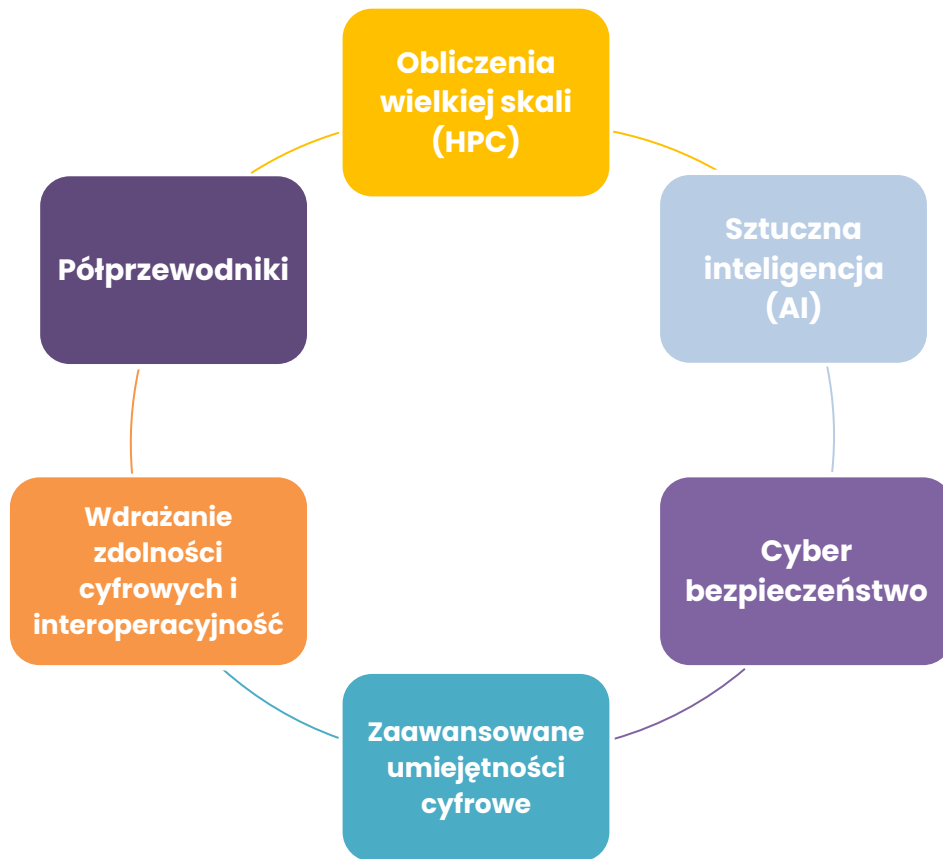 Obliczenia
wielkiej skali
(HPC)
Sztuczna
inteligencja
(AI)
Cyber
bezpieczeństwo
Zaawansowane
umiejętności
cyfrowe
Wdrażanie
zdolności
cyfrowych i
interoperacyjność
Półprzewodniki